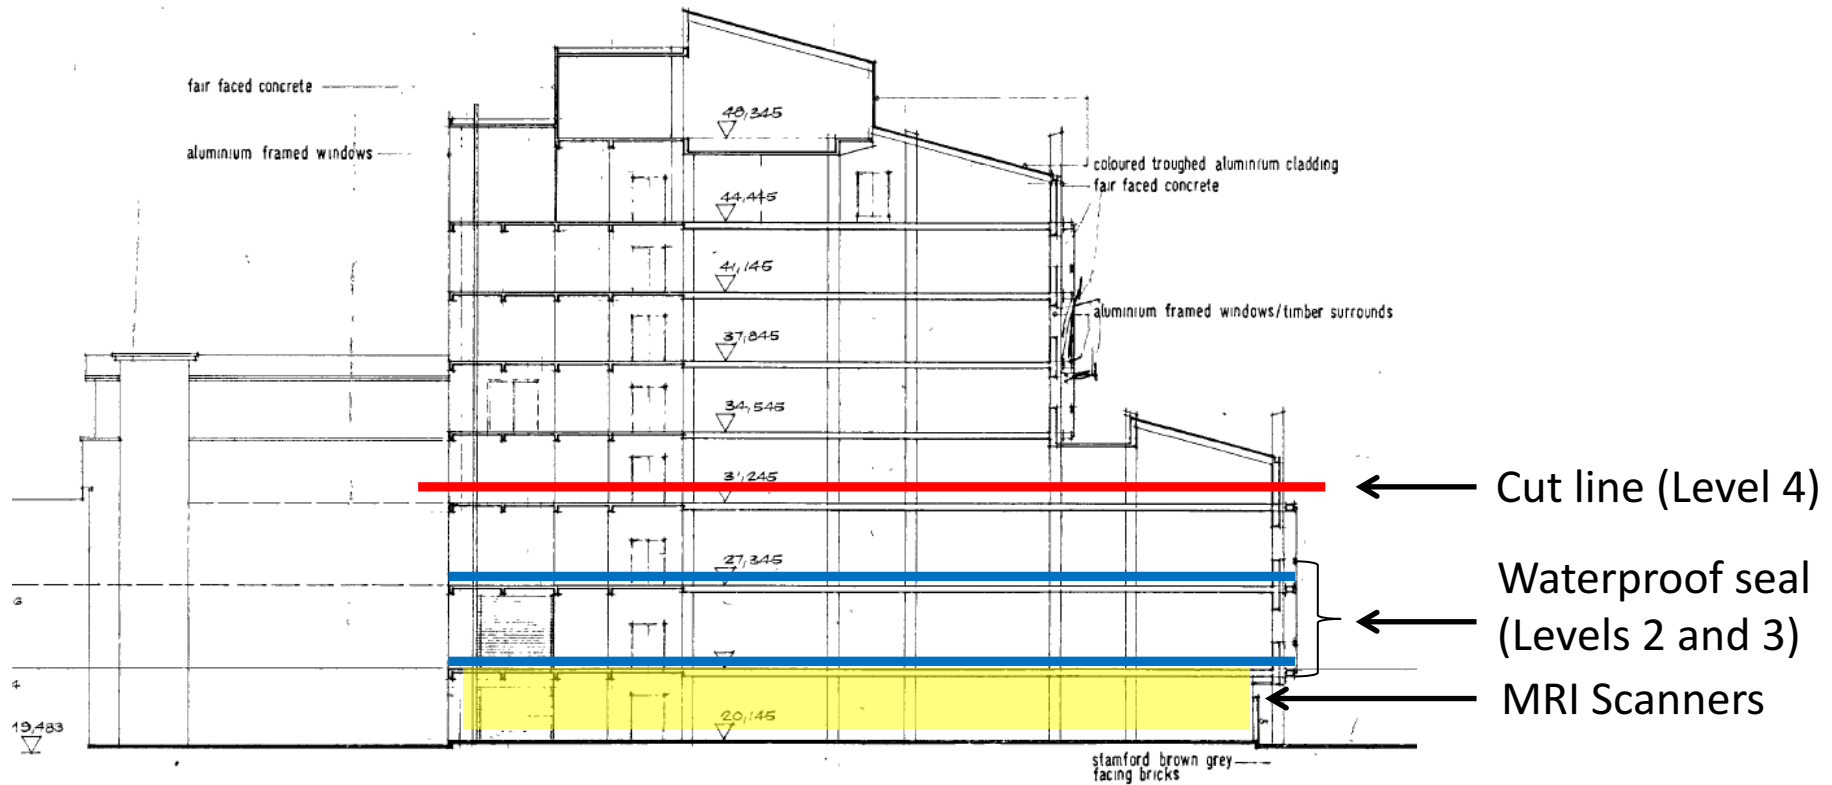 fair faced concrete
48,345
aluminium framed windows
coloured troughed aluminium cladding
fair faced concrete
44,445
41,145
aluminium framed windows/timber surrounds
37,845
34,545
31,245
Cut line (Level 4)
27,345
Waterproof seal
(Levels 2 and 3)
MRI Scanners
20,145
19,483
stamford brown grey
facing bricks